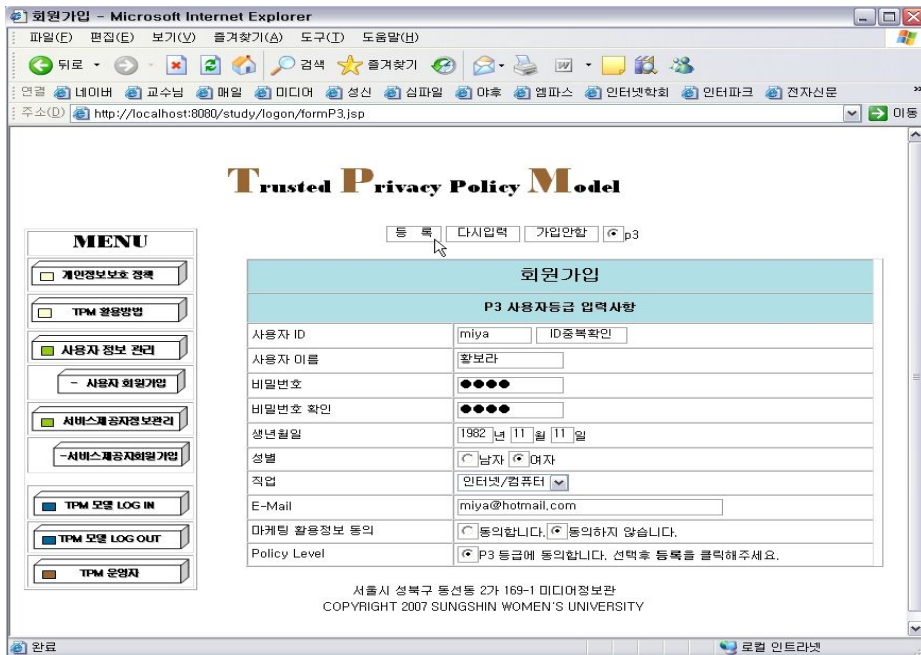 회원가입 - Microsoft Internet Explorer
파일(F) 편집(E) 보기(V) 즐겨찾기(A) 도구(T) 도움말(H)
뒤로 검색 즐겨찾기
연결 네이버 교수님 메일 미디어 성신 심파일 야후 엠파스 인터넷학회 인터파크 전자신문 »
주소(D) http://localhost:8080/study/logon/formP3.jsp 이동
Trusted Privacy Policy Model
등 록 다시입력 가입안함 p3
MENU
개인정보보호 정책
TPM 활용방법
사용자 정보 관리
- 사용자 회원가입
서비스제공자정보관리
-서비스제공자회원가입
TPM 모델 LOG IN
TPM 모델 LOG OUT
TPM 운영자
회원가입
P3 사용자등급 입력사항
사용자 ID miya ID중복확인
사용자 이름 황보라
비밀번호 ●●●●
비밀번호 확인 ●●●●
생년월일 1982 년 11 월 11 일
성별 남자 여자
직업 인터넷/컴퓨터
E-Mail miya@hotmail.com
마케팅 활용정보 동의 동의합니다. 동의하지 않습니다.
Policy Level P3 등급에 동의합니다. 선택후 등록을 클릭해주세요.
서울시 성북구 동선동 2가 169-1 미디어정보관
COPYRIGHT 2007 SUNGSHIN WOMEN'S UNIVERSITY
완료 로컬 인트라넷